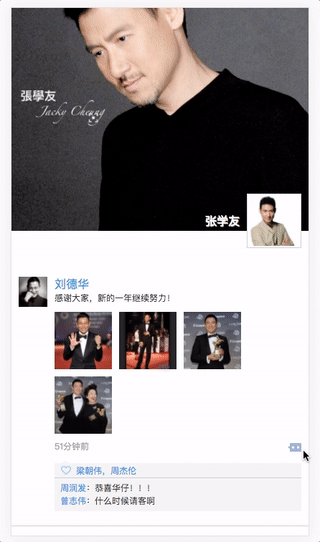 張學友
Jacky Cheung
张学友
刘德华
感谢大家，新的一年继续努力！
51分钟前
梁朝伟，周杰伦
周润发：恭喜华仔！！！
曾志伟：什么时候请客啊